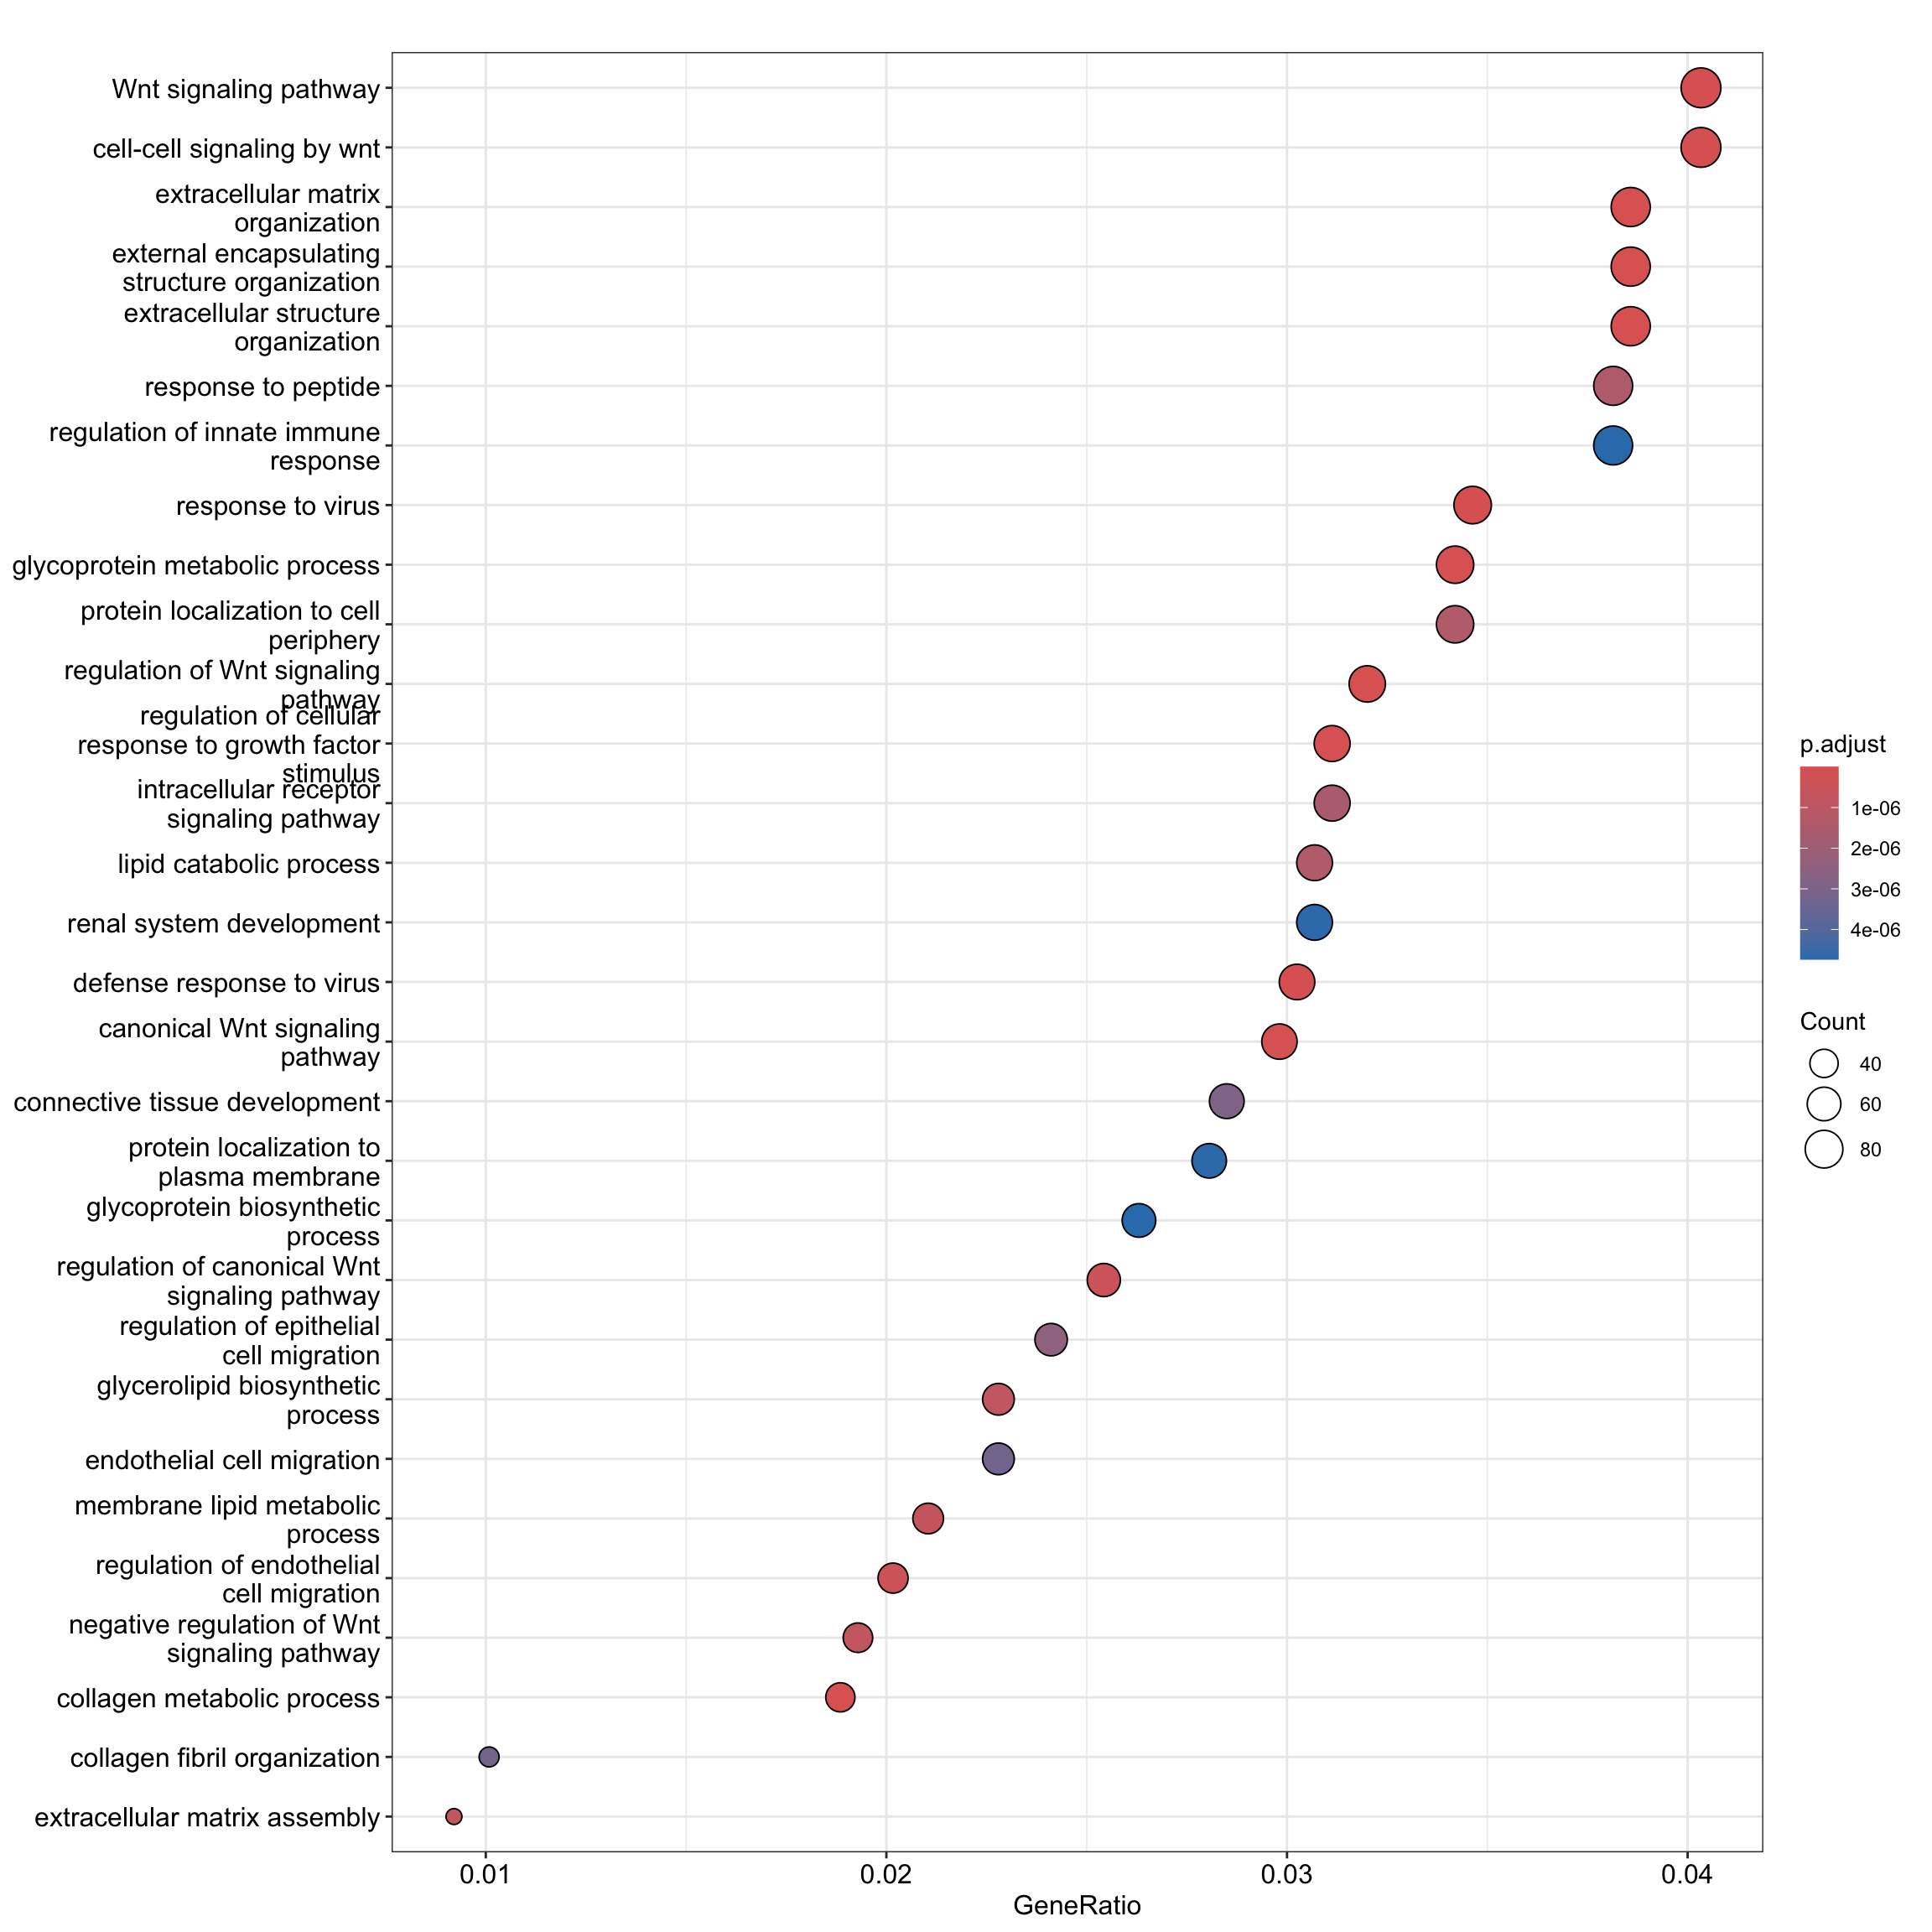 Wnt signaling pathway
cell-cell signaling by wnt
extracellular matrix
organization
external encapsulating
structure organization
extracellular structure
organization
response to peptide
regulation of innate immune
response
response to virus
glycoprotein metabolic process
protein localization to cell
periphery
regulation of Wnt signaling
pathway
regulation of cellular
response to growth factor
stimulus
intracellular receptor
signaling pathway
lipid catabolic process
renal system development
defense response to virus
canonical Wnt signaling
pathway
connective tissue development
protein localization to
plasma membrane
glycoprotein biosynthetic
process
regulation of canonical Wnt
signaling pathway
regulation of epithelial
cell migration
glycerolipid biosynthetic
process
endothelial cell migration
membrane lipid metabolic
process
regulation of endothelial
cell migration
negative regulation of Wnt
signaling pathway
collagen metabolic process
collagen fibril organization
extracellular matrix assembly
0.01
0.02
0.03
0.04
GeneRatio
p.adjust
1e-06
2e-06
3e-06
4e-06
Count
40
60
80